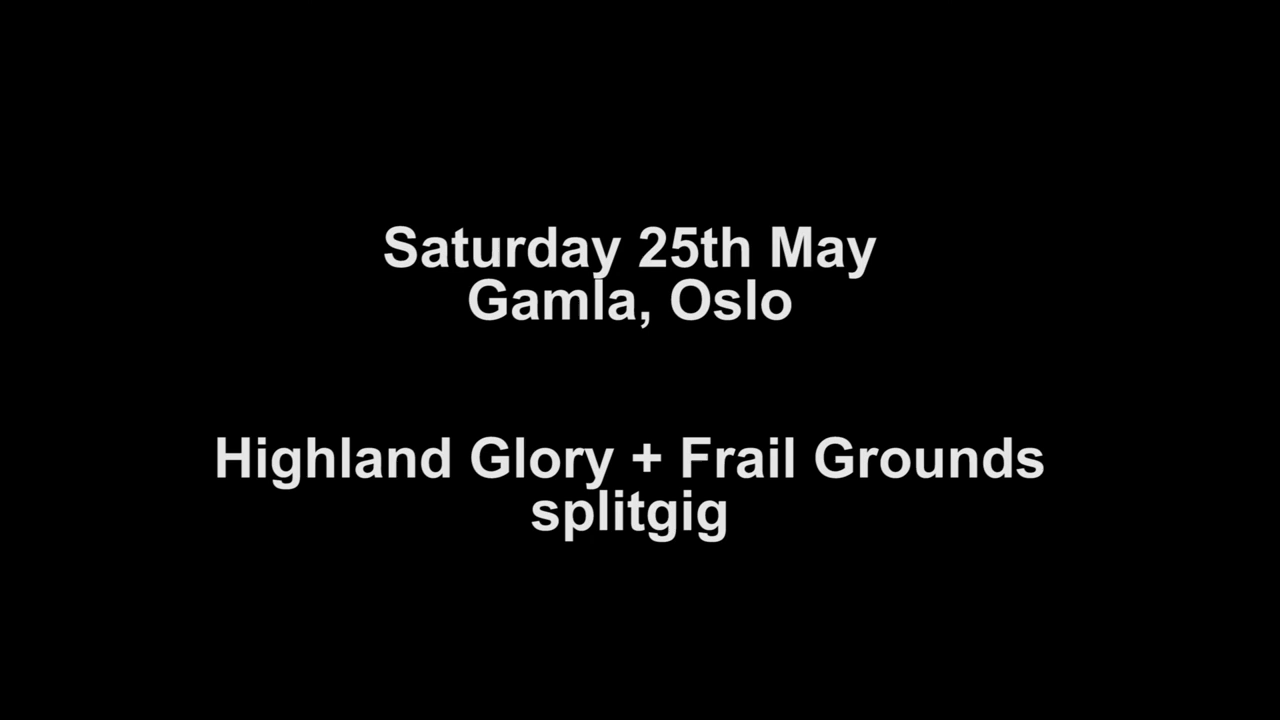 Saturday 25th May
Gamla, Oslo
Highland Glory + Frail Grounds
splitgig